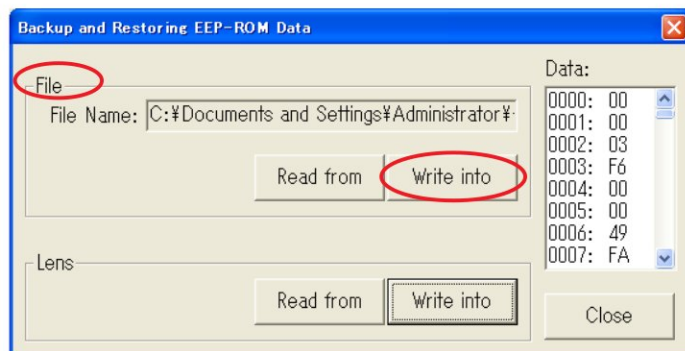 Backup and Restoring EEP-ROM Data
File
File Name: C:¥Documents and Settings¥Administrator¥
Read from Write into
Lens
Read from Write into
Data:
0000: 00
0001: 00
0002: 03
0003: F6
0004: 00
0005: 00
0006: 49
0007: FA
Close